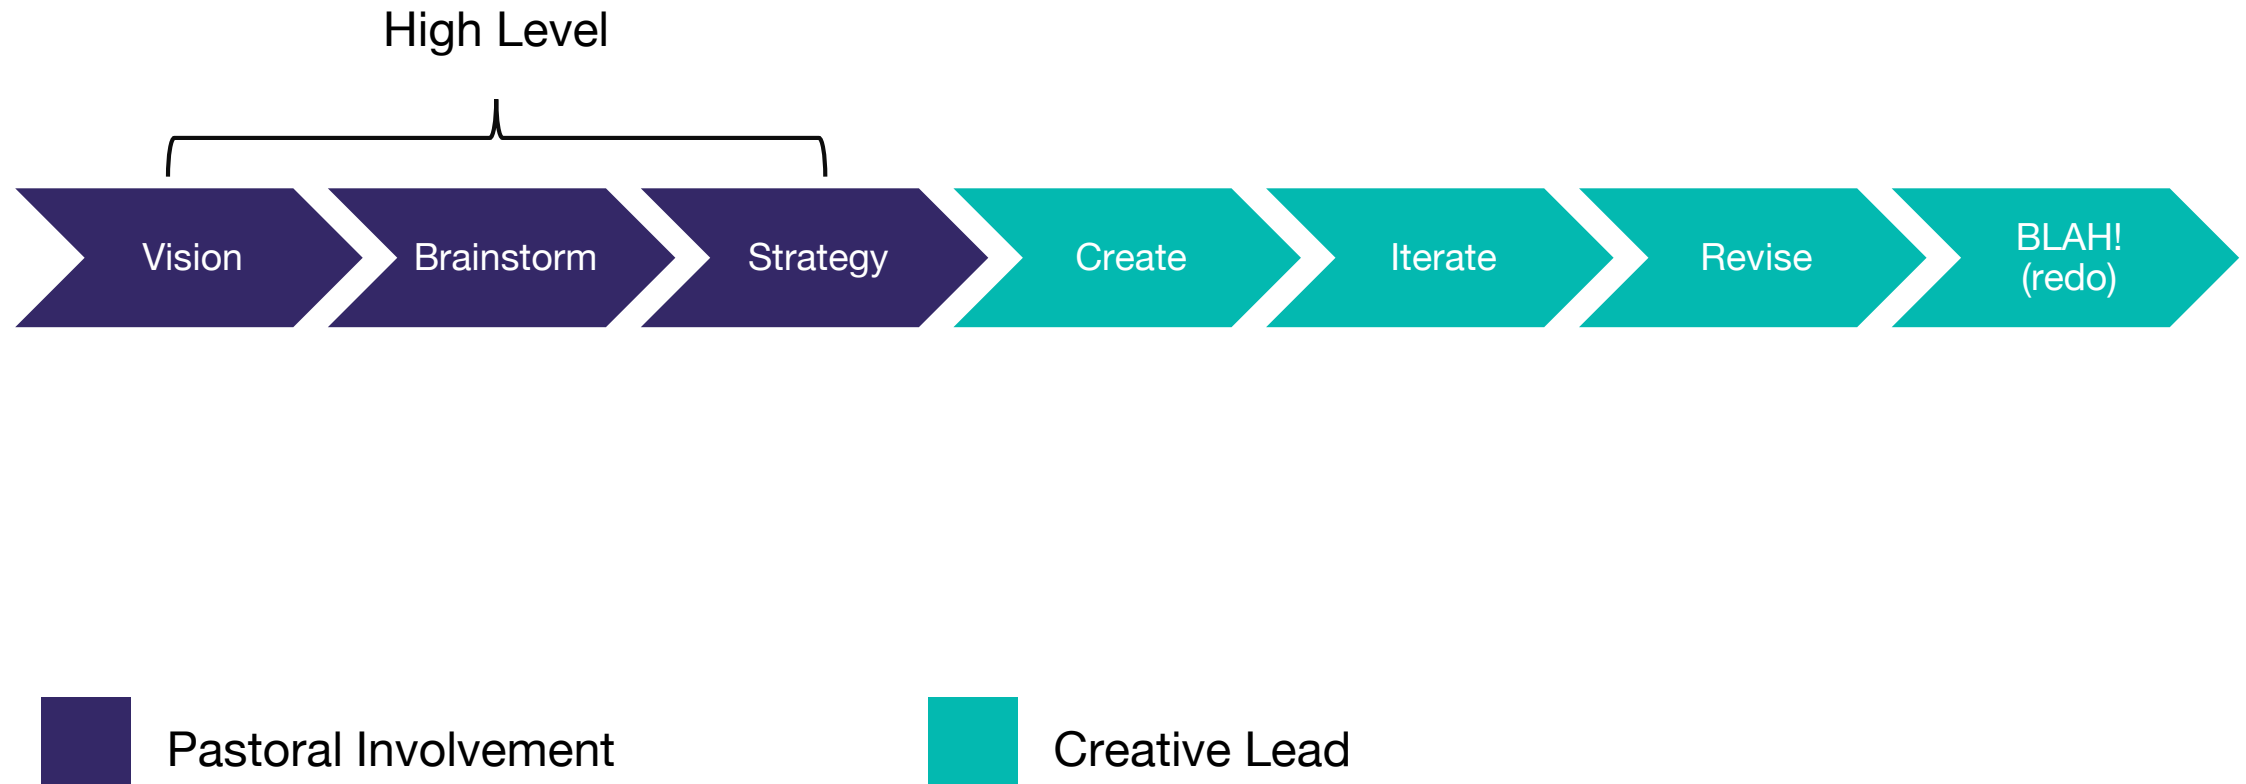 High Level
Vision
Brainstorm
Strategy
Create
Iterate
Revise
BLAH!
(redo)
Pastoral Involvement
Creative Lead